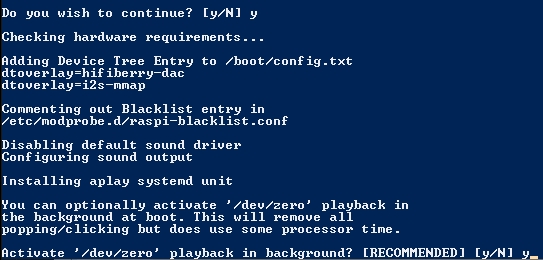 Do you wish to continue? [y/N] y
Checking hardware requirements...
Adding Device Tree Entry to /boot/config.txt
dtoverlay=hifiberry-dac
dtoverlay=i2s-mmap
Commenting out Blacklist entry in
/etc/modprobe.d/raspi-blacklist.conf
Disabling default sound driver
Configuring sound output
Installing aplay systemd unit
You can optionally activate '/dev/zero' playback in
the background at boot. This will remove all
popping/clicking but does use some processor time.
Activate '/dev/zero' playback in background? [RECOMMENDED] [y/N] y